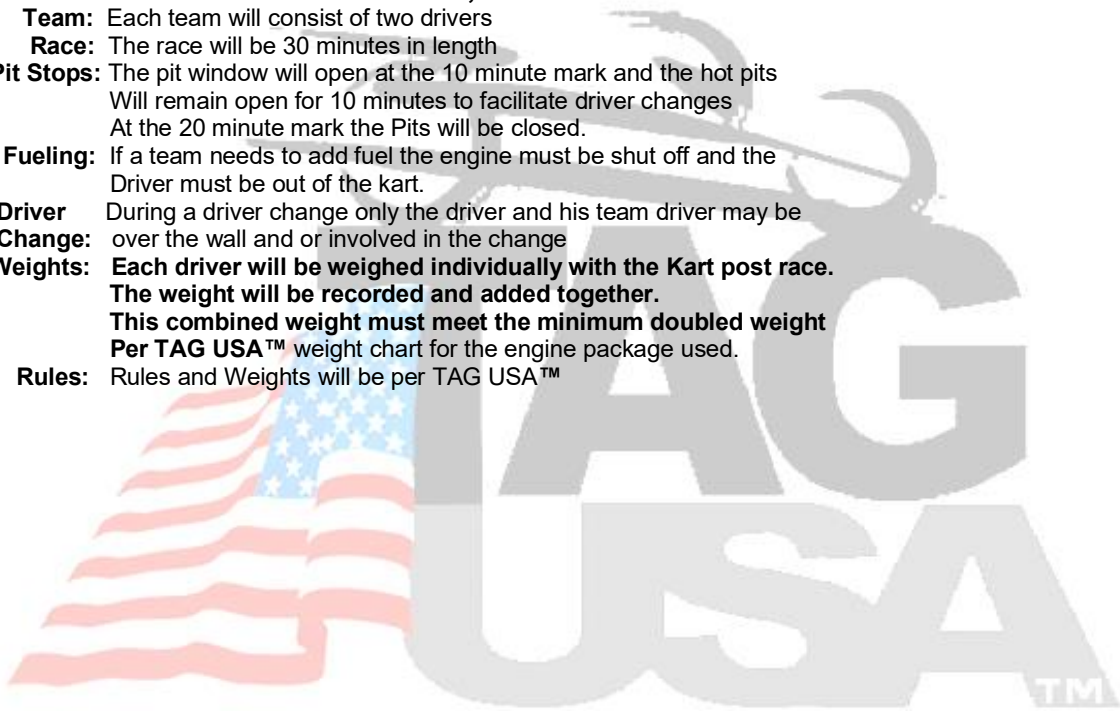 Team: Each team will consist of two drivers
Race: The race will be 30 minutes in length
Pit Stops: The pit window will open at the 10 minute mark and the hot pits
Will remain open for 10 minutes to facilitate driver changes
At the 20 minute mark the Pits will be closed.
Fueling: If a team needs to add fuel the engine must be shut off and the
Driver must be out of the kart.
Driver During a driver change only the driver and his team driver may be
Change: over the wall and or involved in the change
Weights: Each driver will be weighed individually with the Kart post race.
The weight will be recorded and added together.
This combined weight must meet the minimum doubled weight
Per TAG USA™ weight chart for the engine package used.
Rules: Rules and Weights will be per TAG USA™
TAG
USA
TM